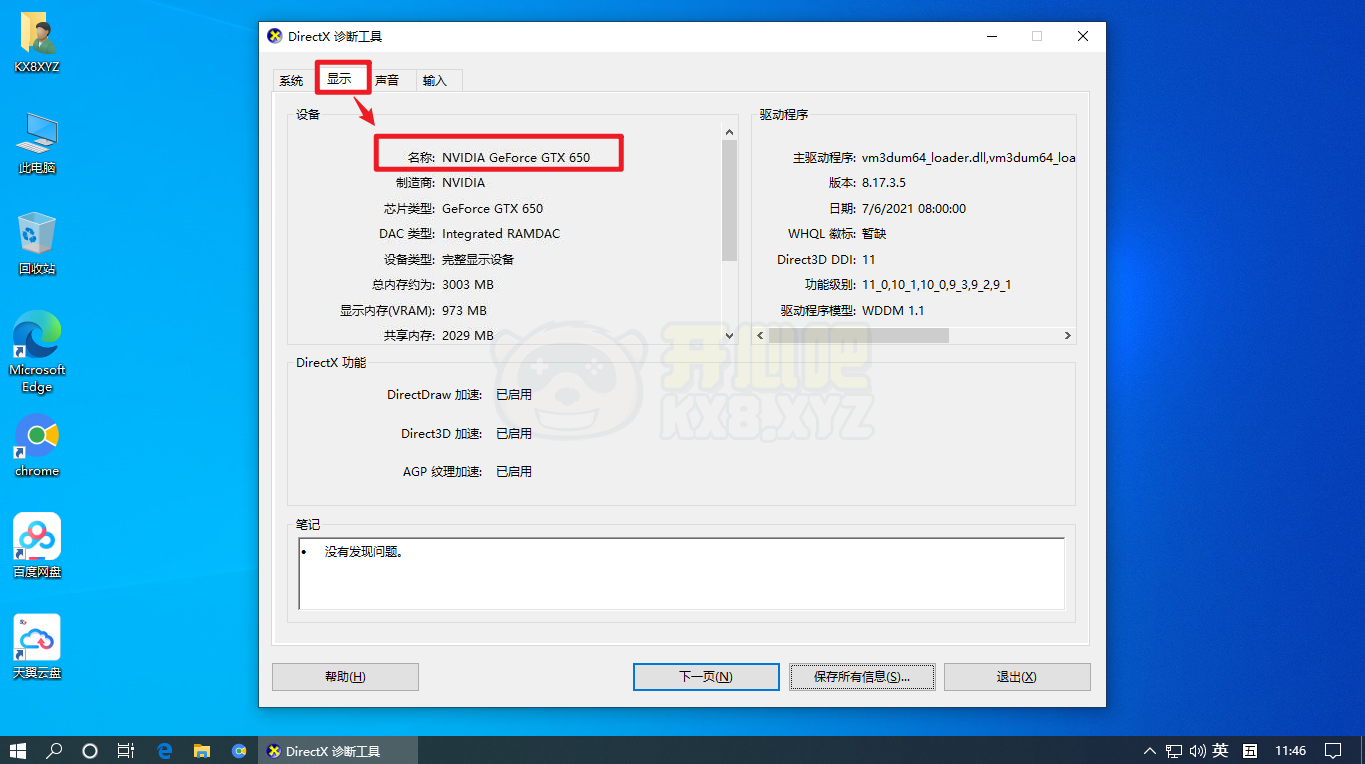 KX8XYZ
此电脑
回收站
Microsoft
Edge
chrome
百度网盘
天翼云盘
DirectX 诊断工具
系统
显示
声音
输入
设备
名称: NVIDIA GeForce GTX 650
制造商: NVIDIA
芯片类型: GeForce GTX 650
DAC 类型: Integrated RAMDAC
设备类型: 完整显示设备
总内存约为: 3003 MB
显示内存(VRAM): 973 MB
共享内存: 2029 MB
驱动程序
主驱动程序: vm3dum64_loader.dll,vm3dum64_loa
版本: 8.17.3.5
日期: 7/6/2021 08:00:00
WHQL 徽标: 暂缺
Direct3D DDI: 11
功能级别: 11_0,10_1,10_0,9_3,9_2,9_1
驱动程序模型: WDDM 1.1
开心吧
KX8.XYZ
DirectX 功能
DirectDraw 加速: 已启用
Direct3D 加速: 已启用
AGP 纹理加速: 已启用
笔记
• 没有发现问题。
帮助(H)
下一页(N)
保存所有信息(S)...
退出(X)
DirectX 诊断工具
英
五
11:46